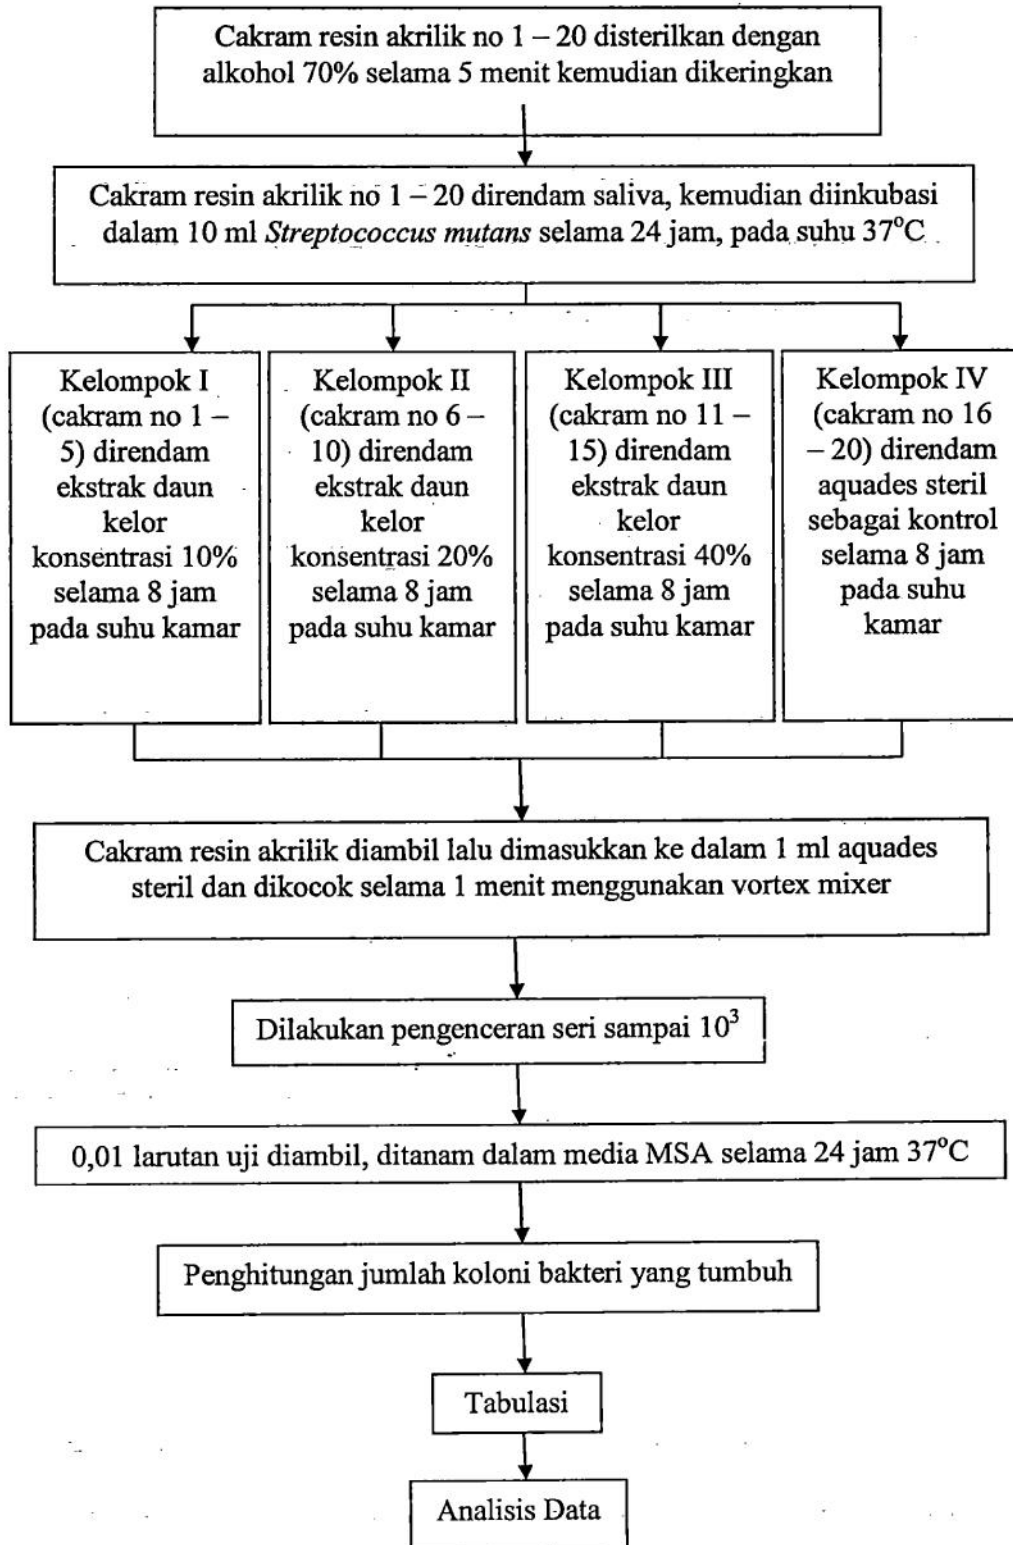 Cakram resin akrilik no 1 – 20 disterilkan dengan
alkohol 70% selama 5 menit kemudian dikeringkan
Cakram resin akrilik no 1 – 20 direndam saliva, kemudian diinkubasi
dalam 10 ml Streptococcus mutans selama 24 jam, pada suhu 37°C
Kelompok I
(cakram no 1 –
5) direndam
ekstrak daun
kelor
konsentrasi 10%
selama 8 jam
pada suhu kamar
Kelompok II
(cakram no 6 –
10) direndam
ekstrak daun
kelor
konsentrasi 20%
selama 8 jam
pada suhu kamar
Kelompok III
(cakram no 11 –
15) direndam
ekstrak daun
kelor
konsentrasi 40%
selama 8 jam
pada suhu kamar
Kelompok IV
(cakram no 16
– 20) direndam
aquades steril
sebagai kontrol
selama 8 jam
pada suhu
kamar
Cakram resin akrilik diambil lalu dimasukkan ke dalam 1 ml aquades
steril dan dikocok selama 1 menit menggunakan vortex mixer
Dilakukan pengenceran seri sampai 10³
0,01 larutan uji diambil, ditanam dalam media MSA selama 24 jam 37°C
Penghitungan jumlah koloni bakteri yang tumbuh
Tabulasi
Analisis Data